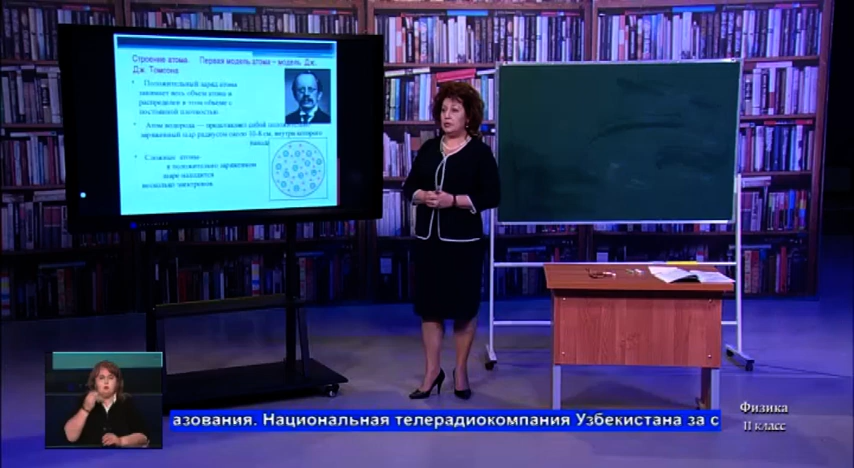 Строение атома. Первая модель атома – модель Дж.
Дж. Томсона
• Положительный заряд атома
занимает весь объем атома и
распределен в этом объеме с
постоянной плотностью.
• Атом водорода — представляет собой
заряженный шар радиусом около 10-8 см, внутри которого
• Сложные атомы-
в положительно заряженном
шаре находится
несколько электронов.
азования. Национальная телерадиокомпания Узбекистана за с
Физика
11 класс